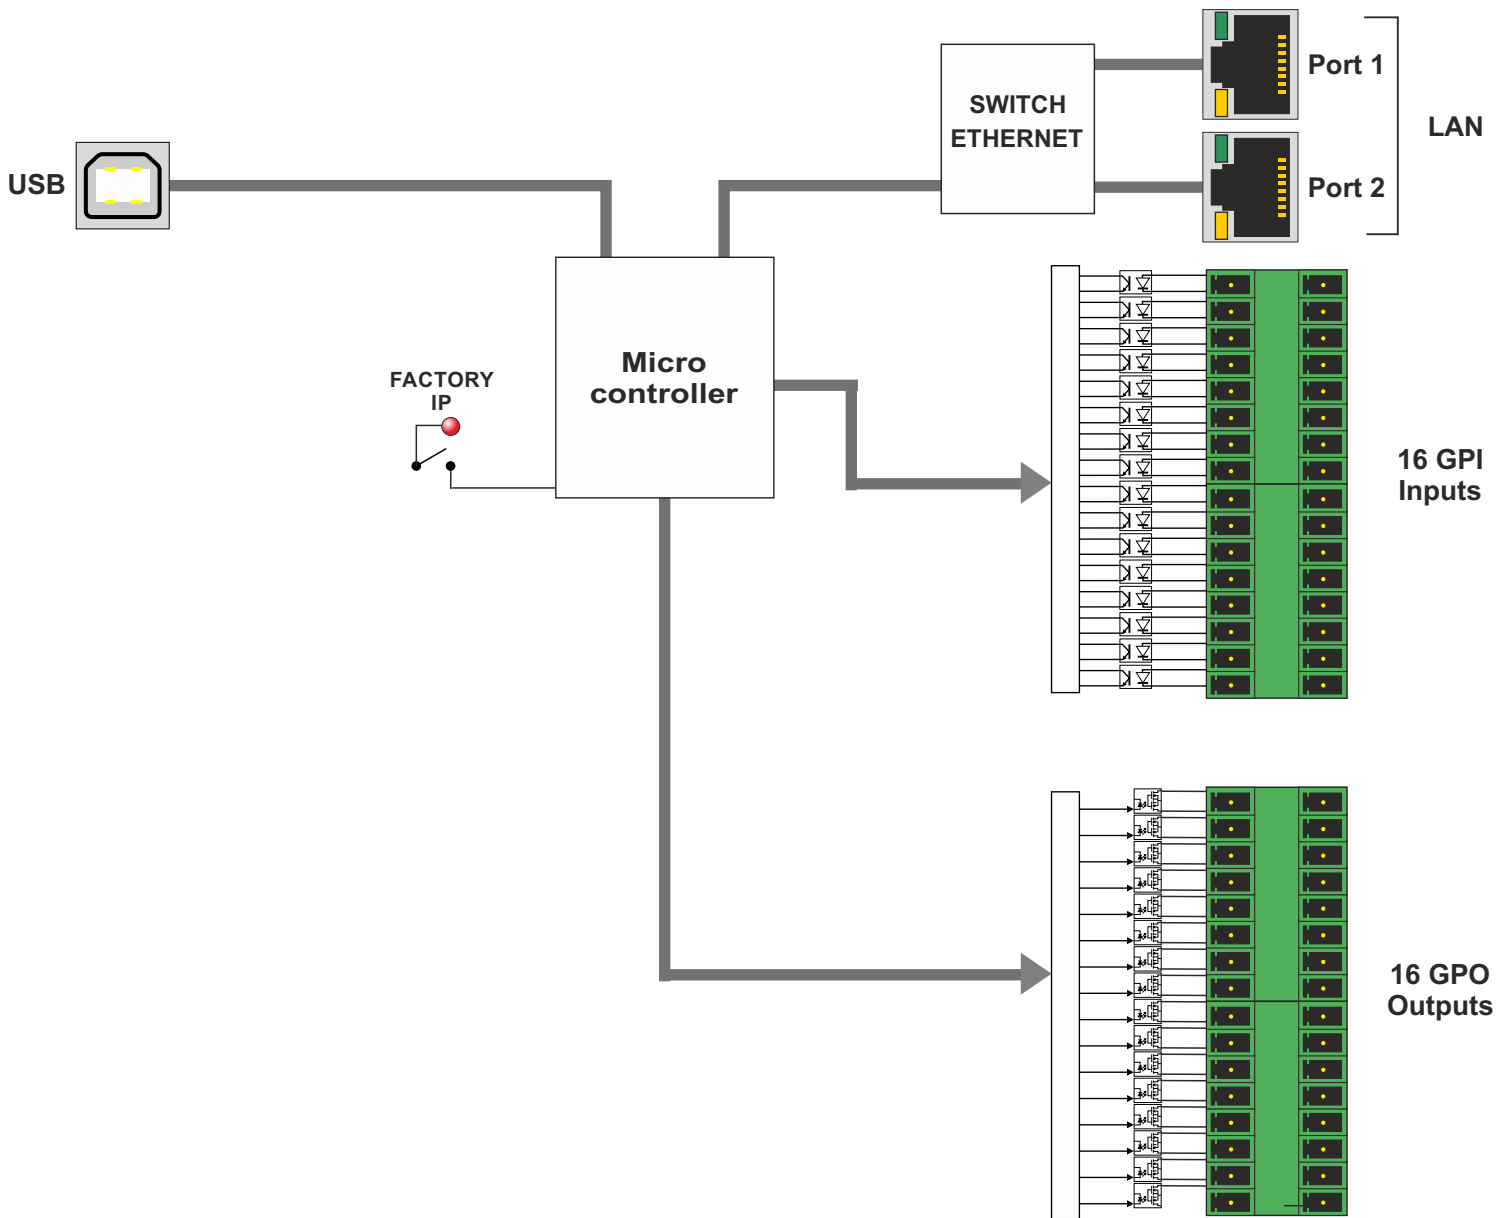 USB
SWITCH
ETHERNET
Port 1
Port 2
LAN
Micro
controller
FACTORY
IP
16 GPI
Inputs
16 GPO
Outputs